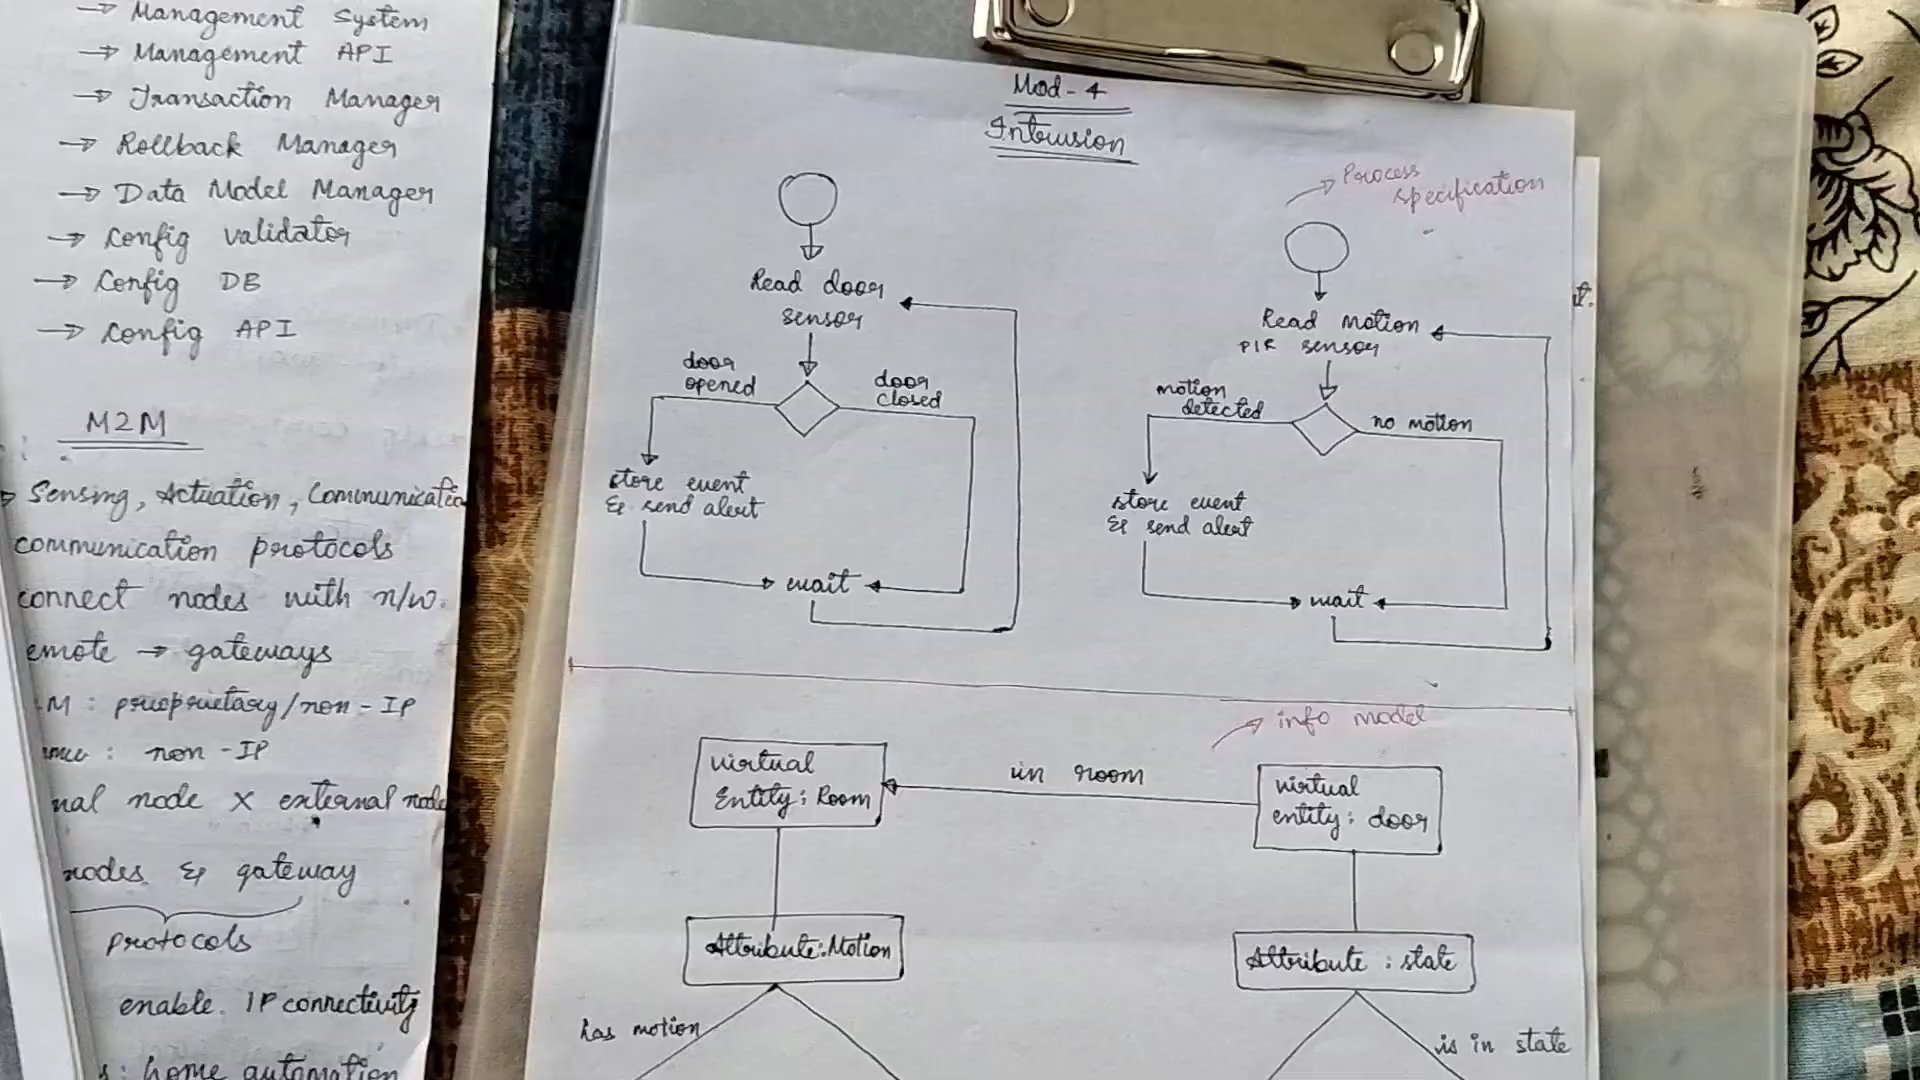 → Management System
→ Management API
→ Transaction Manager
→ Rollback Manager
→ Data Model Manager
→ Config validator
→ Config DB
→ Config API
M2M
→ Sensing, Actuation,
communication protocols
connect nodes with n/w.
→ gateways
M : proprietary/non-IP
: non-IP
node X external node
nodes & gateway
protocols
enable. IP connectivity
: home automation
Mod-4
Intrusion
Read door
sensor
door
opened
door
closed
store event
& send alert
wait
→ Process
specification
Read Motion
PIR sensor
motion
detected
no motion
store event
& send alert
wait
→ info model
virtual
Entity: Room
in room
virtual
entity: door
Attribute: Motion
Attribute : state
has motion
is in state